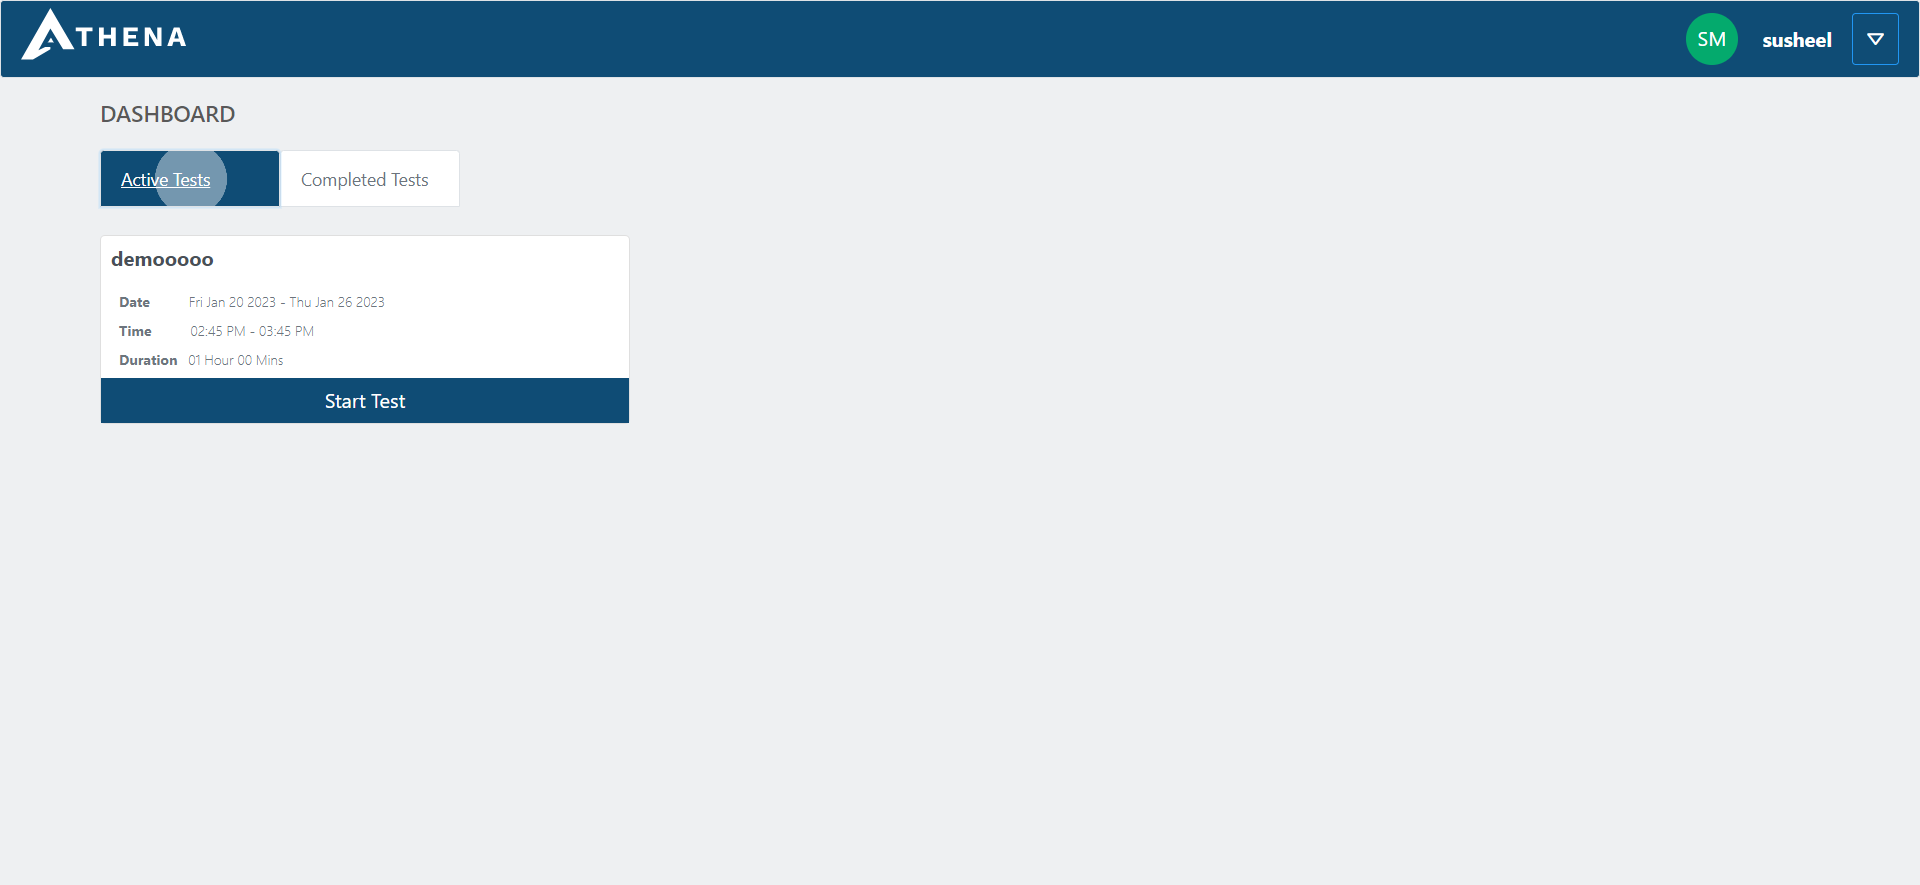 ATHENA
SM susheel
DASHBOARD
Active Tests Completed Tests
demooooo
Date Fri Jan 20 2023 - Thu Jan 26 2023
Time 02:45 PM - 03:45 PM
Duration 01 Hour 00 Mins
Start Test